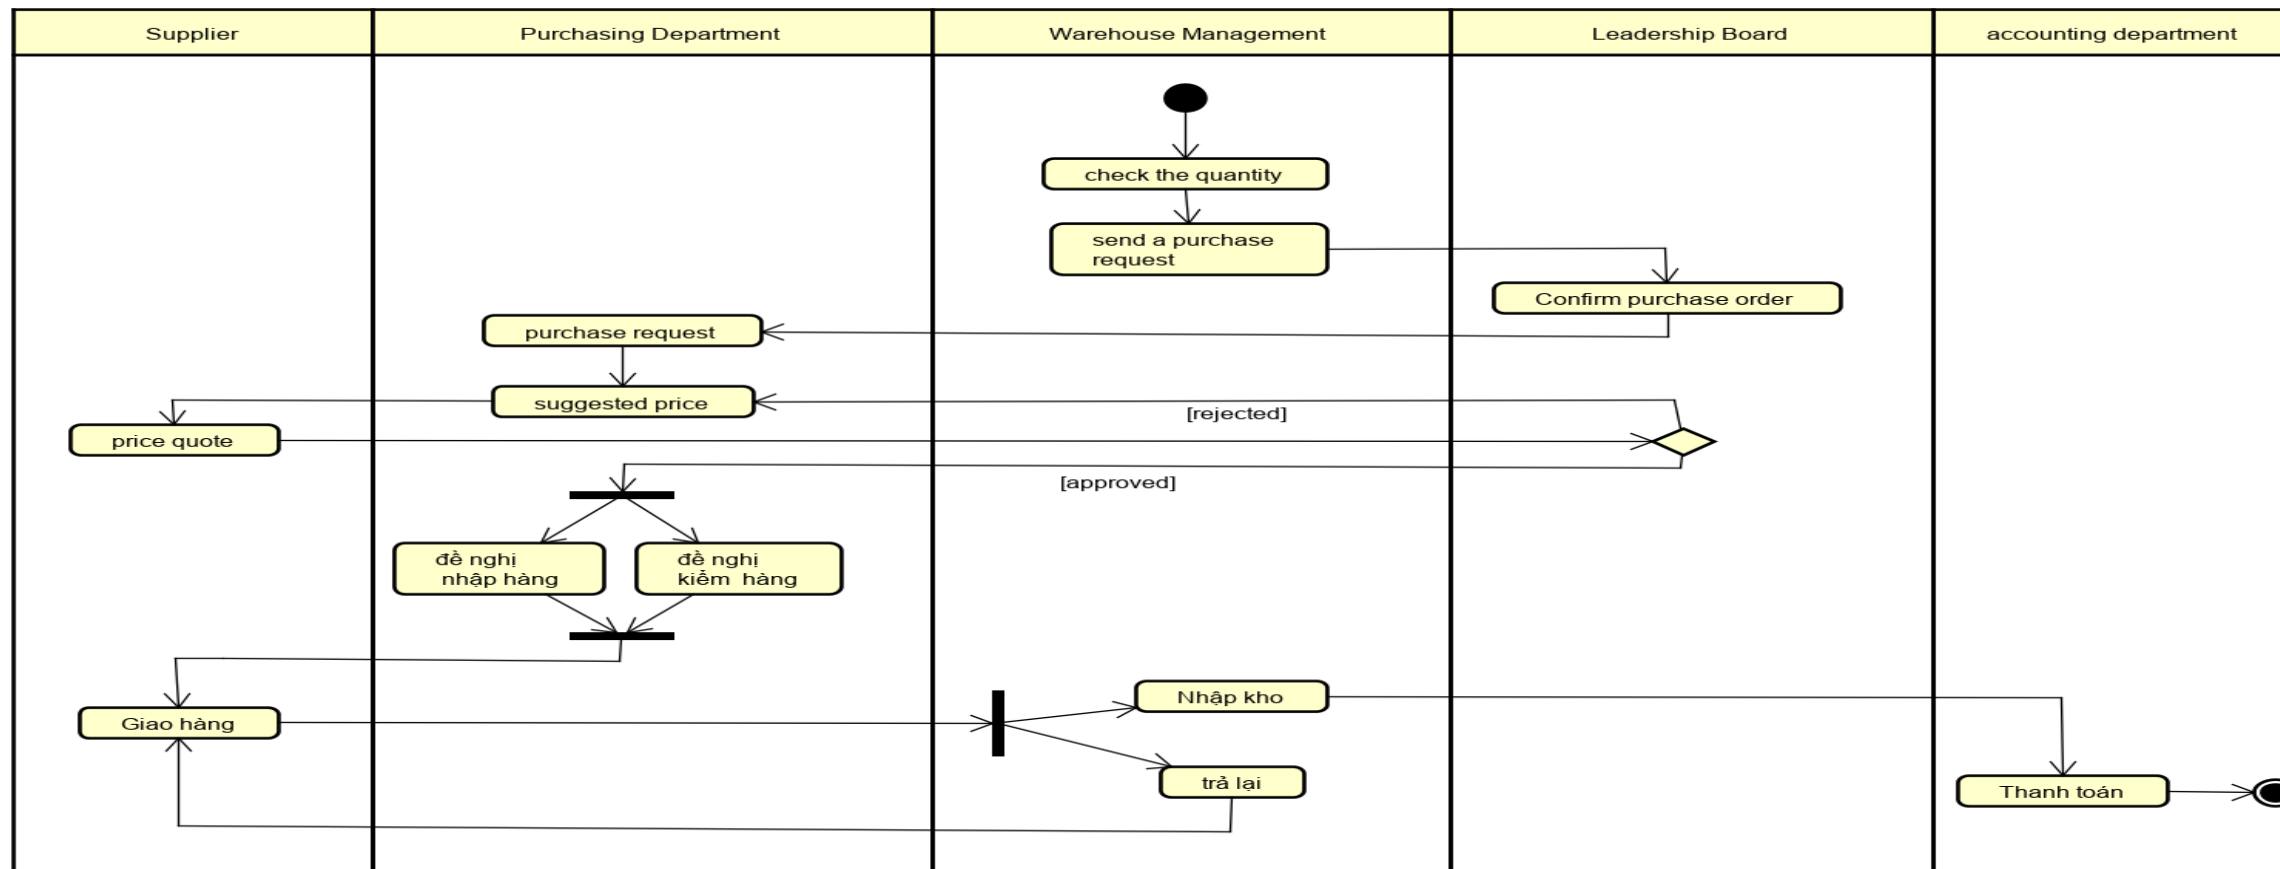 Supplier
Purchasing Department
Warehouse Management
Leadership Board
accounting department
check the quantity
send a purchase
request
Confirm purchase order
purchase request
suggested price
[rejected]
price quote
[approved]
đề nghị
nhập hàng
đề nghị
kiểm hàng
Nhập kho
Giao hàng
trả lại
Thanh toán